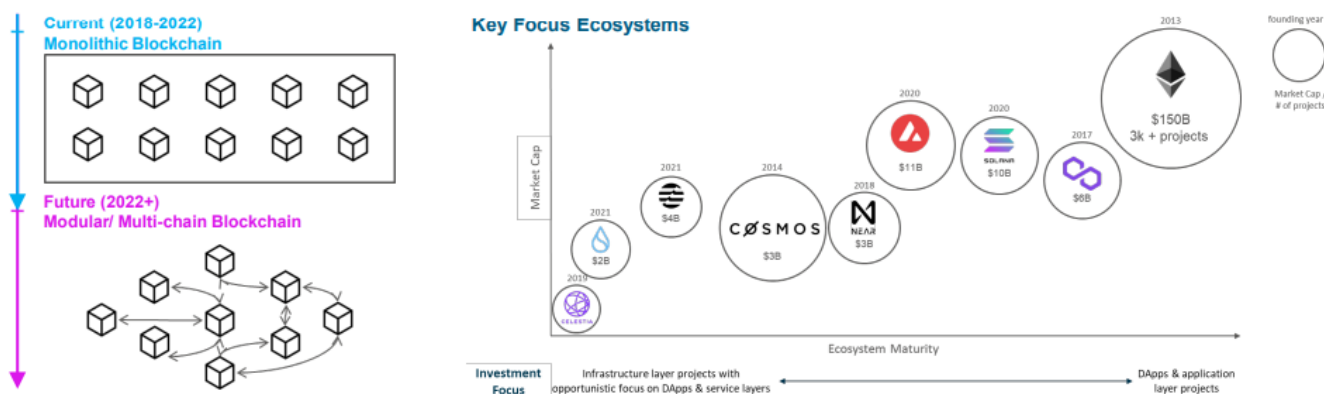 Current (2018-2022)
Monolithic Blockchain
Future (2022+)
Modular/ Multi-chain Blockchain
Key Focus Ecosystems
founding year
Market Cap /
# of projects
Market Cap
2019
CELESTIA
2021
$2B
2021
$4B
2014
COSMOS
$3B
2018
NEAR
$3B
2020
$11B
2020
SOLANA
$10B
2017
$6B
2013
$150B
3k + projects
Ecosystem Maturity
Investment
Focus
Infrastructure layer projects with
opportunistic focus on DApps & service layers
DApps & application
layer projects